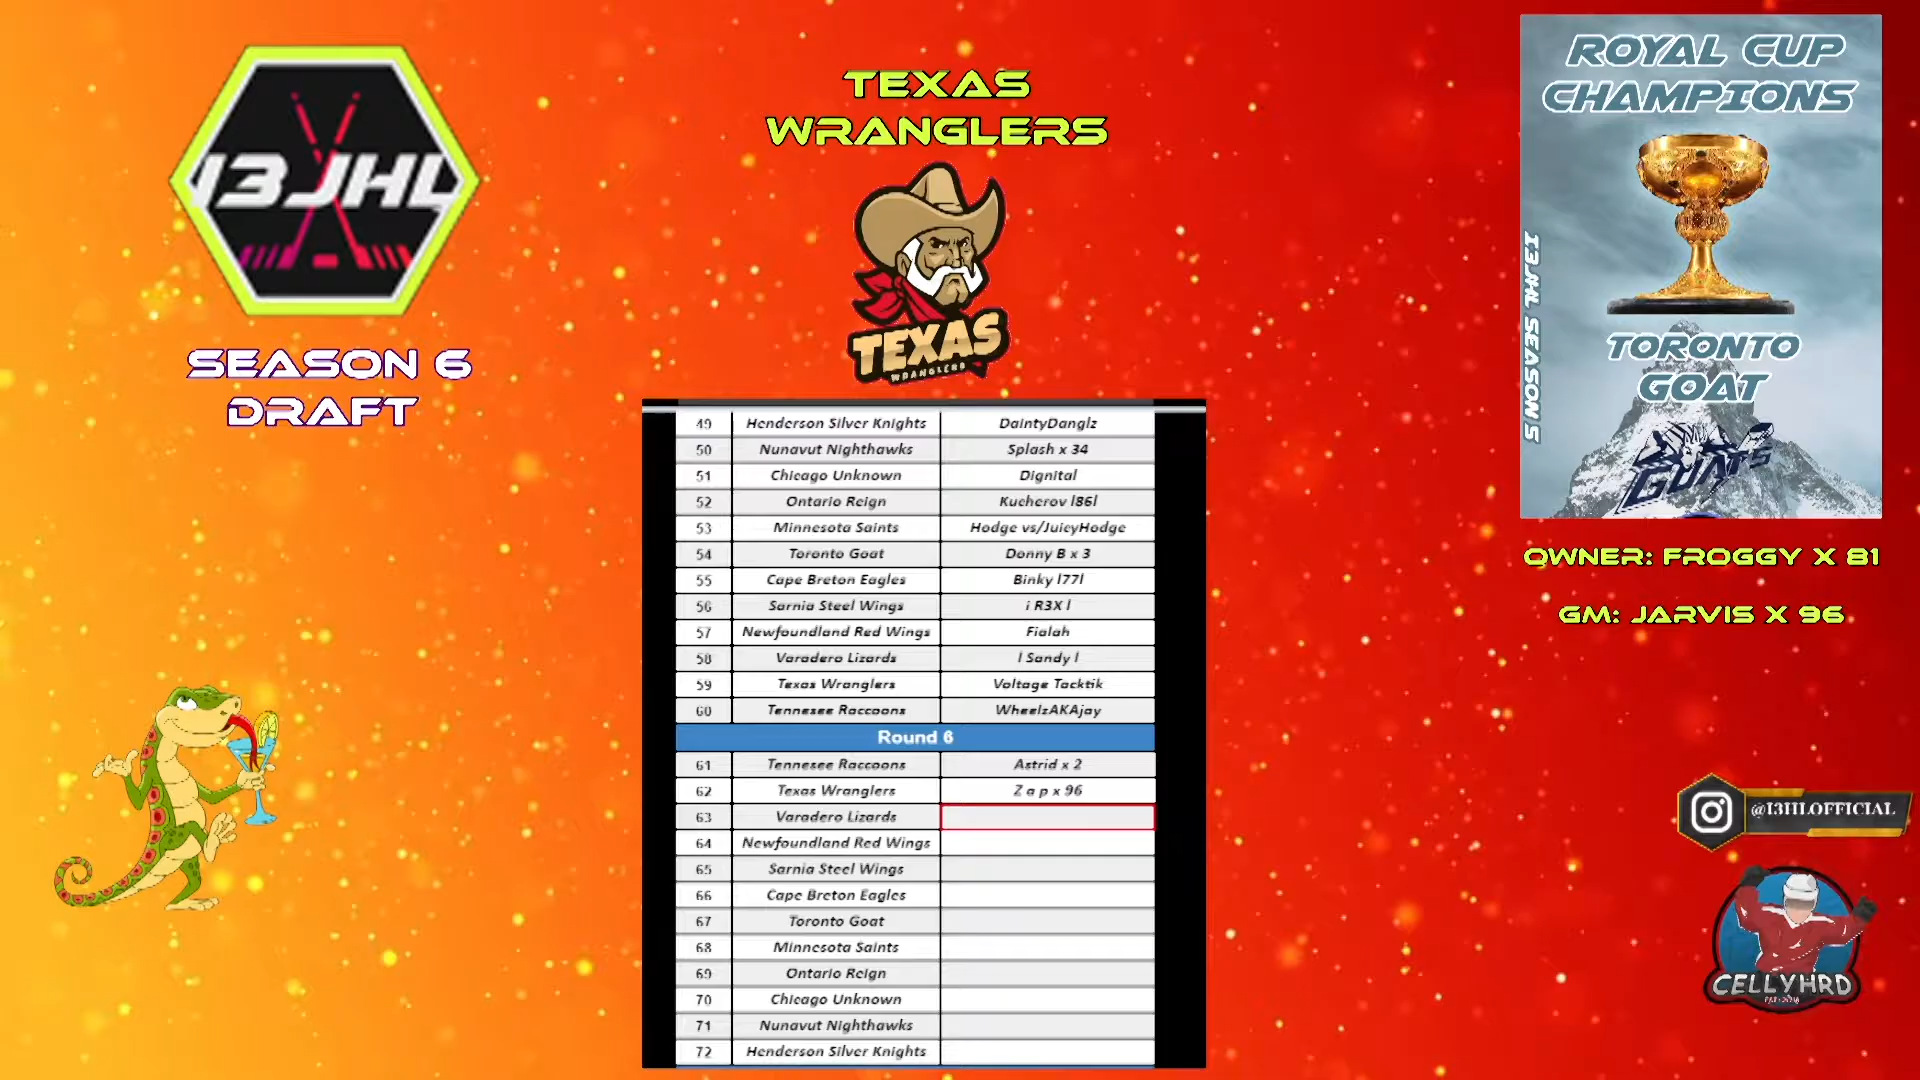 13JHL
SEASON 6
DRAFT
TEXAS
WRANGLERS
TEXAS
WRANGLERS
49 Henderson Silver Knights DaintyDanglz
50 Nunavut Nighthawks Splash x 34
51 Chicago Unknown Dignital
52 Ontario Reign Kucherov l86l
53 Minnesota Saints Hodge vs/JuicyHodge
54 Toronto Goat Donny B x 3
55 Cape Breton Eagles Binky l77l
56 Sarnia Steel Wings i R3X l
57 Newfoundland Red Wings Fialah
58 Varadero Lizards l Sandy l
59 Texas Wranglers Voltage Tacktik
60 Tennesee Raccoons WheelzAKAjay
Round 6
61 Tennesee Raccoons Astrid x 2
62 Texas Wranglers Z a p x 96
63 Varadero Lizards
64 Newfoundland Red Wings
65 Sarnia Steel Wings
66 Cape Breton Eagles
67 Toronto Goat
68 Minnesota Saints
69 Ontario Reign
70 Chicago Unknown
71 Nunavut Nighthawks
72 Henderson Silver Knights
ROYAL CUP
CHAMPIONS
I3JHL SEASON 5
TORONTO
GOAT
GOATS
OWNER: FROGGY X 81
GM: JARVIS X 96
@I3HLOFFICIAL
CELLYHRD